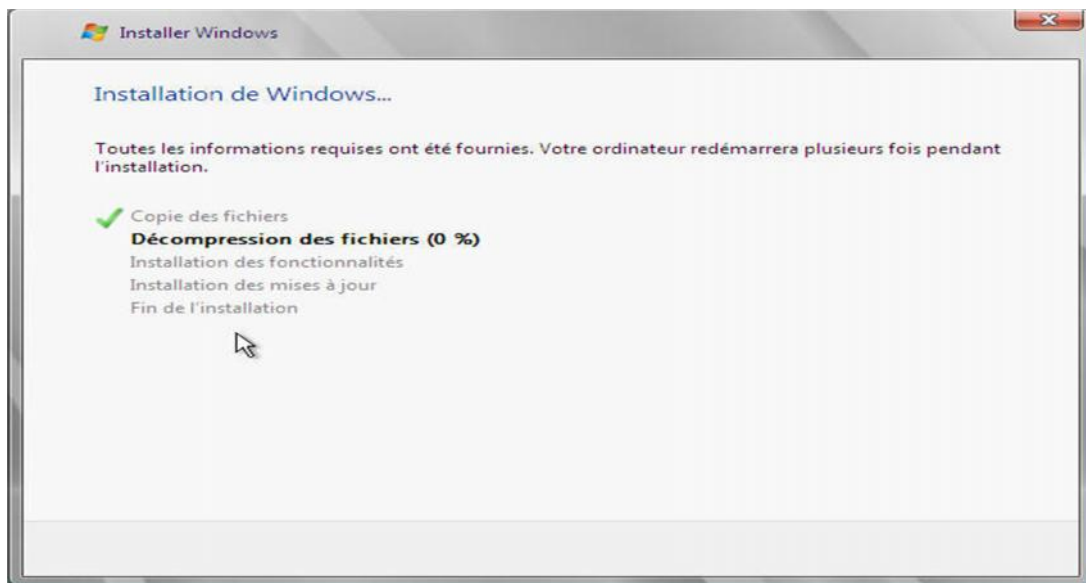 Installer Windows
Installation de Windows...
Toutes les informations requises ont été fournies. Votre ordinateur redémarrera plusieurs fois pendant
l'installation.
Copie des fichiers
Décompression des fichiers (0 %)
Installation des fonctionnalités
Installation des mises à jour
Fin de l'installation